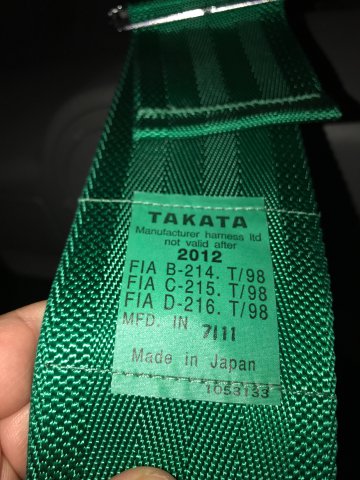 TAKATA
Manufacturer harness ltd
not valid after
2012
FIA B-214. T/98
FIA C-215. T/98
FIA D-216. T/98
MFD. IN 7111
Made in Japan
1053133